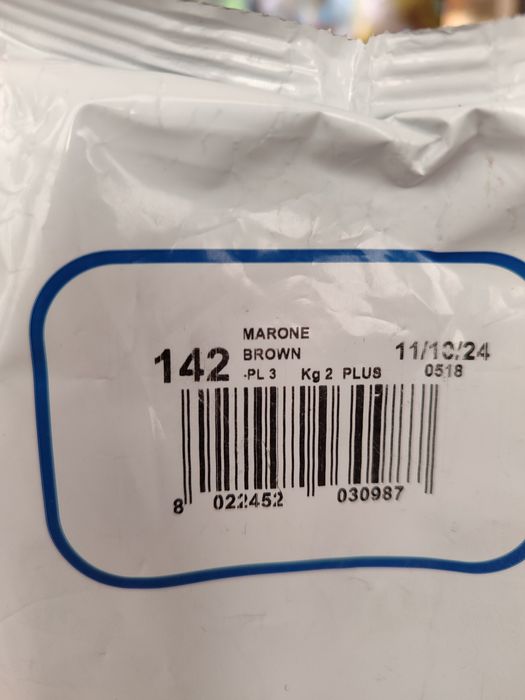 MARONE
142 BROWN 11/10/24
-PL 3 Kg 2 PLUS 0518
8 022452 030987